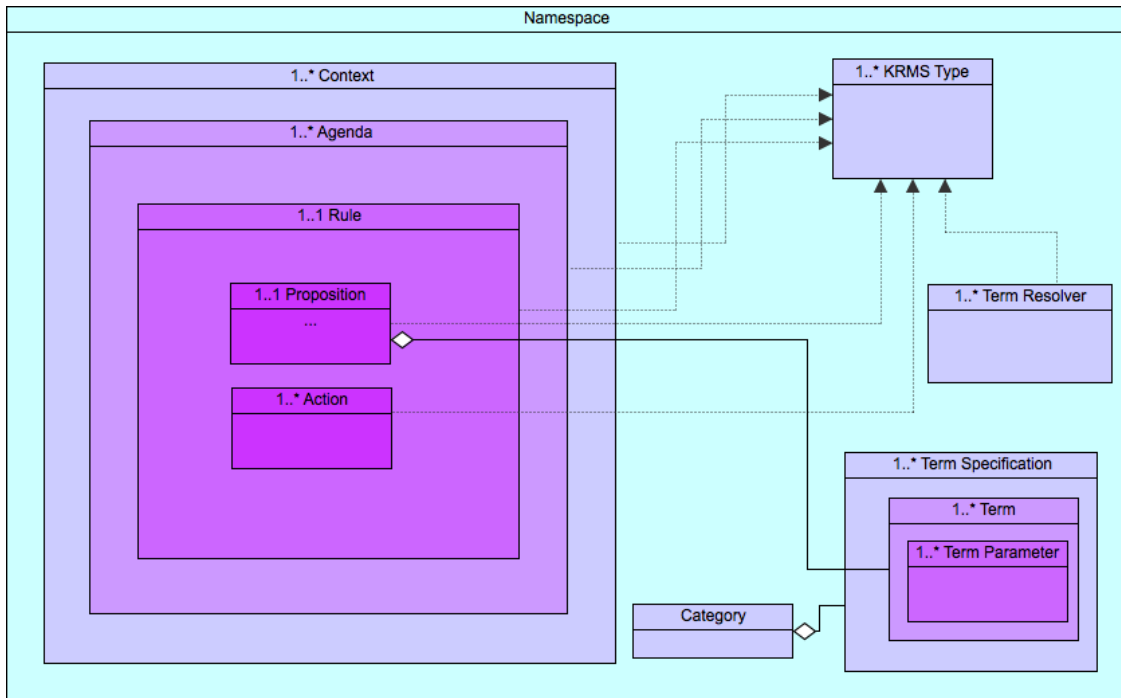 Namespace
1..* Context
1..* KRMS Type
1..* Agenda
1..1 Rule
1..1 Proposition
...
1..* Term Resolver
1..* Action
1..* Term Specification
1..* Term
1..* Term Parameter
Category